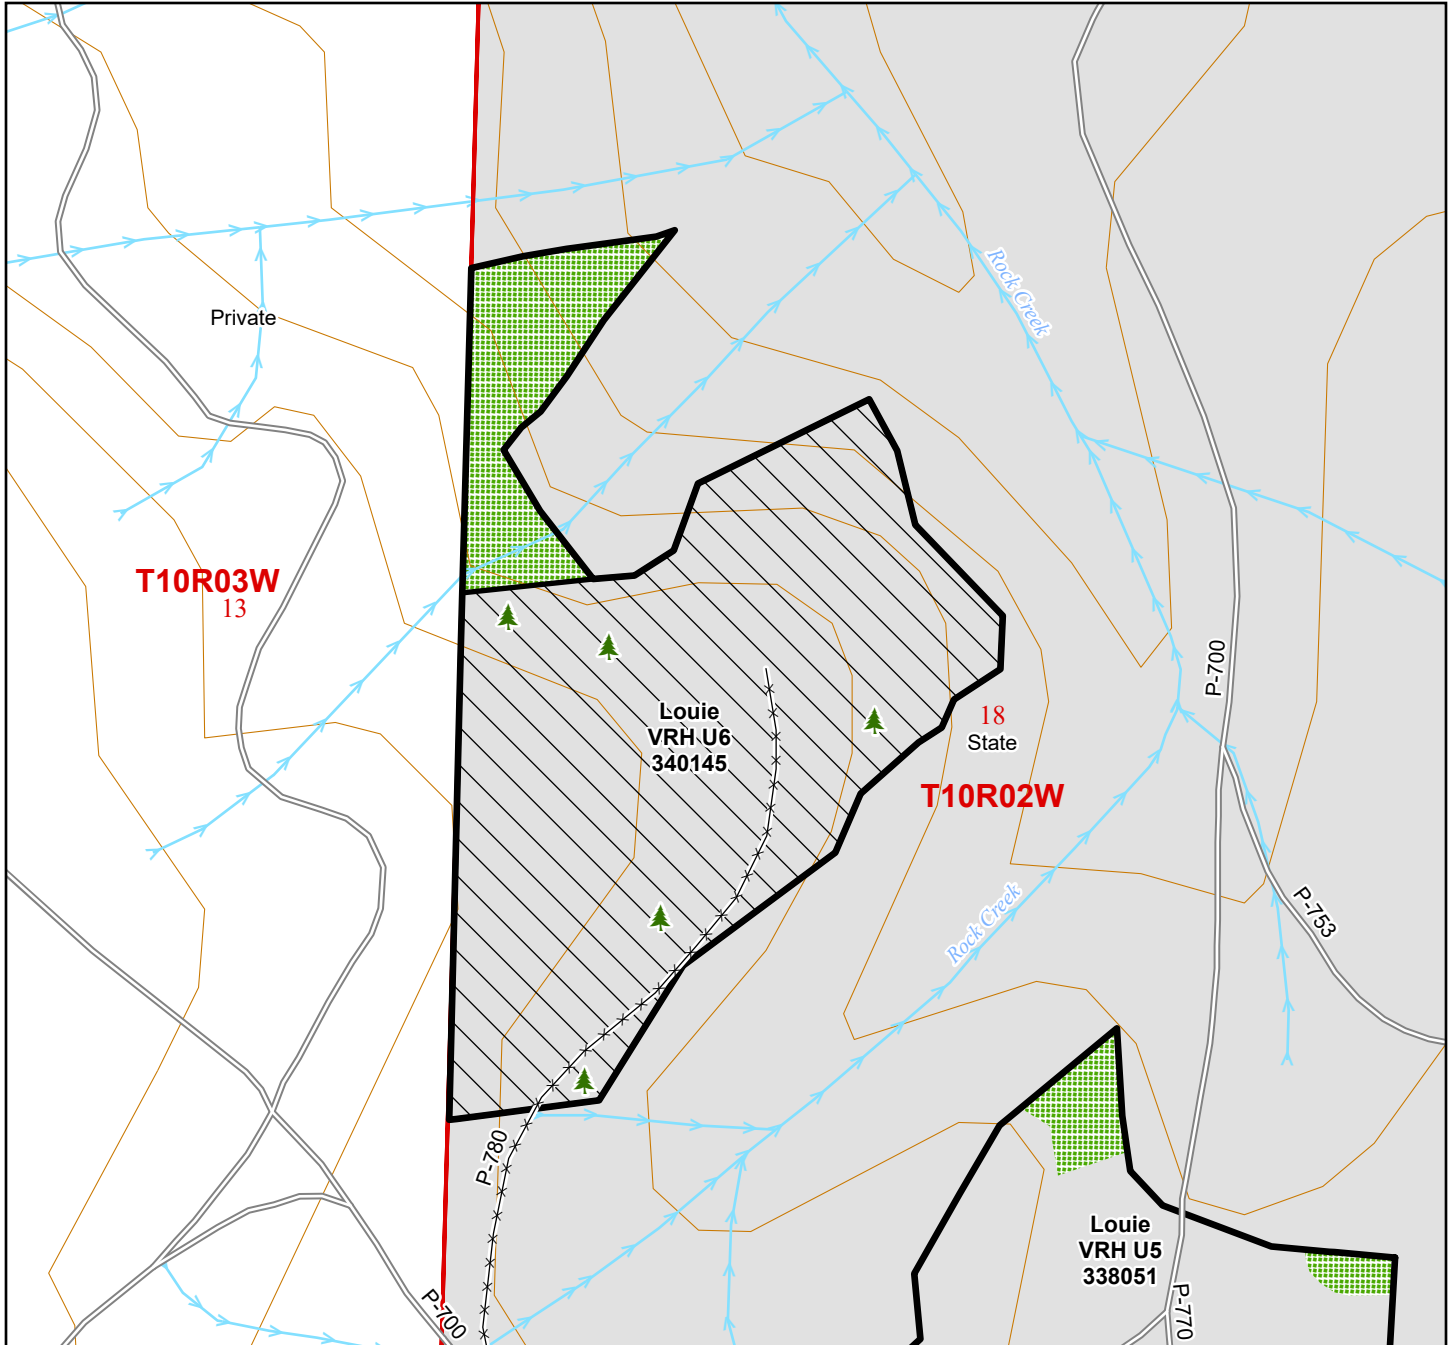 Rock Creek
Private
T10R03W
13
P-700
Louie
VRH U6
340145
18
State
T10R02W
Rock Creek
P-753
P-780
Louie
VRH U5
338051
P-700
P-770